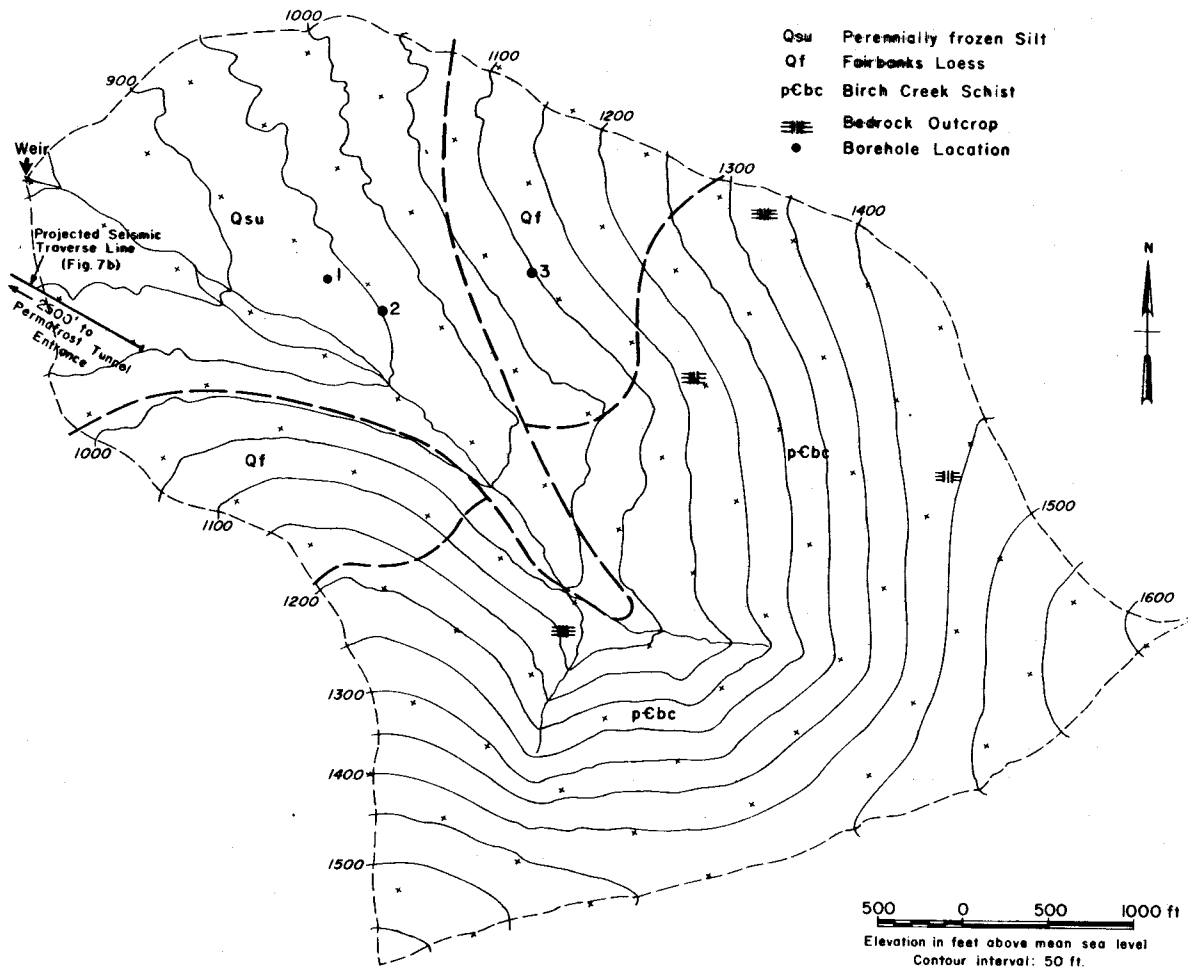 1000
1100
900
1200
1300
1400
Qsu Perennially frozen Silt
Qf Fairbanks Loess
p€bc Birch Creek Schist
Bedrock Outcrop
Borehole Location
Weir
Qsu
Qf
Projected Seismic
Traverse Line
(Fig. 7b)
1
2
3
2500' to
Permafrost Tunnel
Entrance
N
1000
Qf
1100
p€bc
1500
1200
1600
1300
p€bc
1400
1500
500 0 500 1000 ft
Elevation in feet above mean sea level
Contour interval: 50 ft.